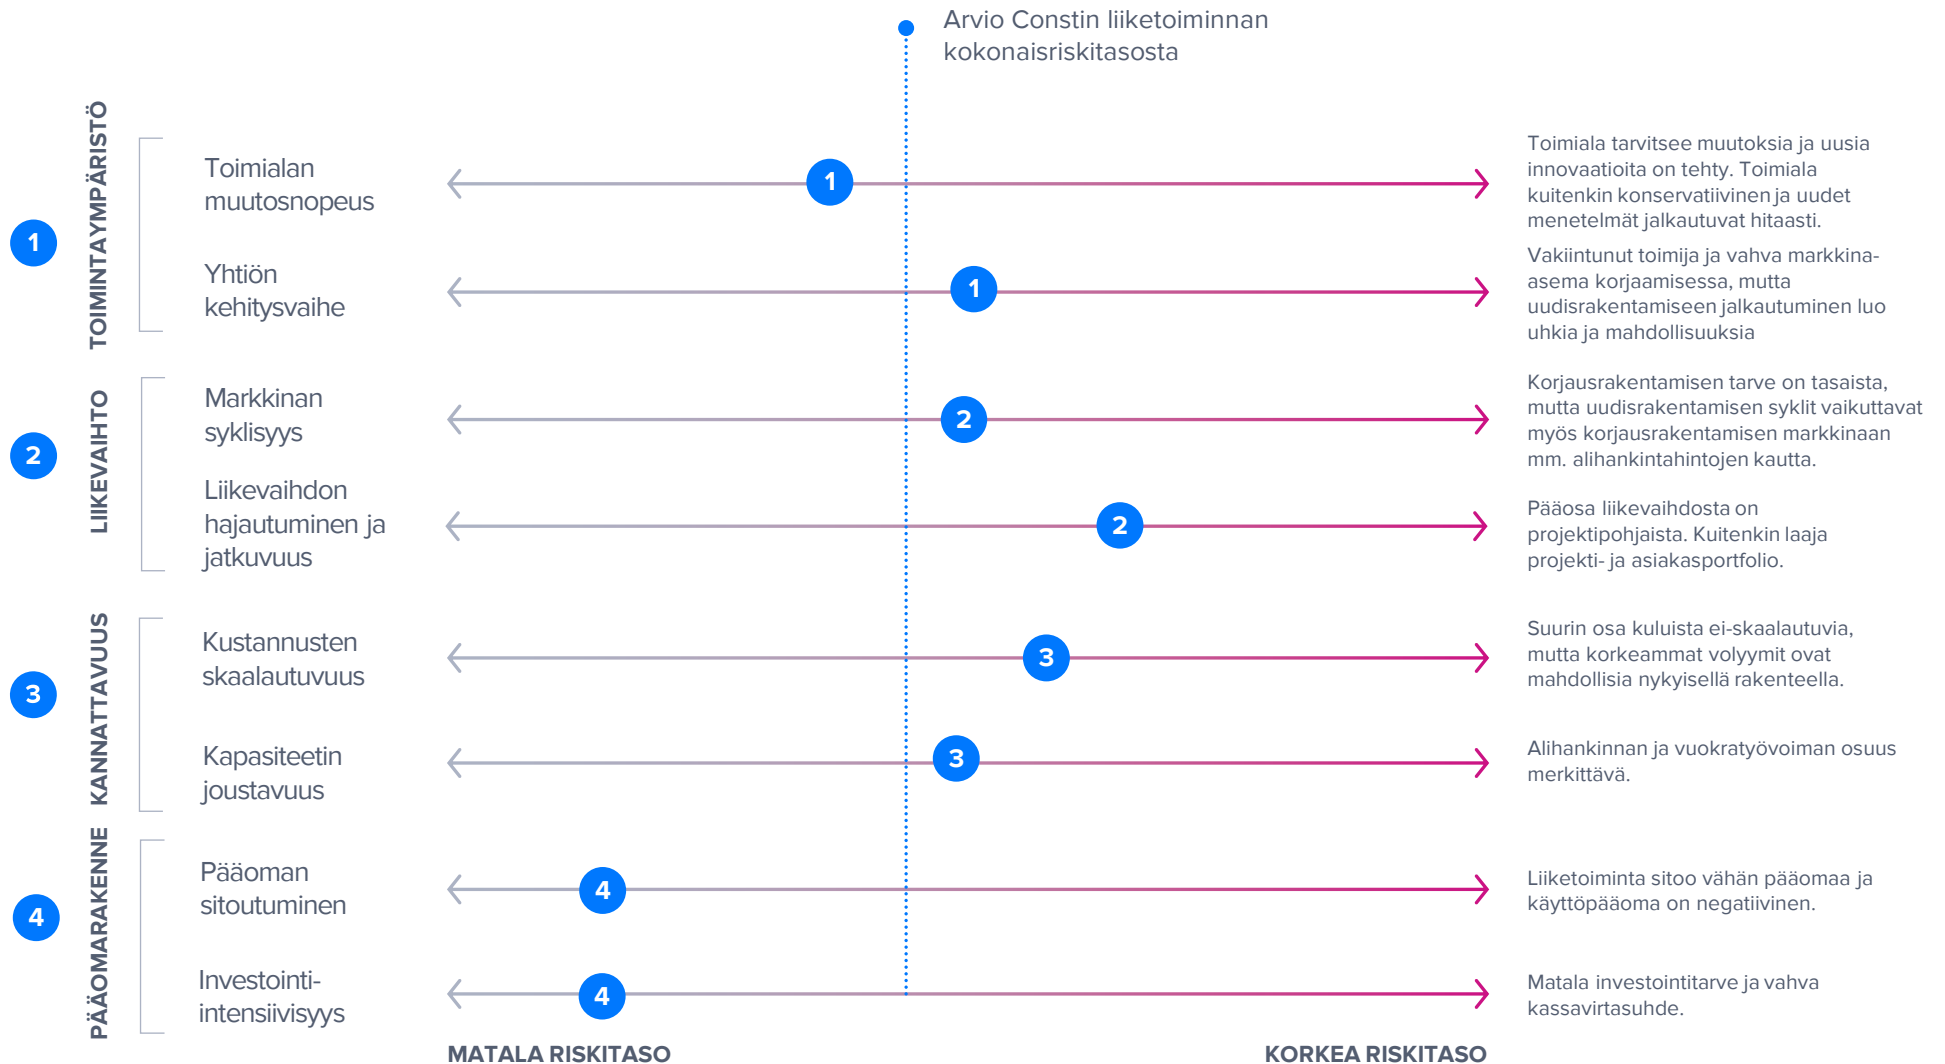 Arvio Constin liiketoiminnan
kokonaisriskitasosta
1
TOIMINTAYMPÄRISTÖ
Toimialan
muutosnopeus
1
Toimiala tarvitsee muutoksia ja uusia
innovaatioita on tehty. Toimiala
kuitenkin konservatiivinen ja uudet
menetelmät jalkautuvat hitaasti.
Yhtiön
kehitysvaihe
1
Vakiintunut toimija ja vahva markkina-
asema korjaamisessa, mutta
uudisrakentamiseen jalkautuminen luo
uhkia ja mahdollisuuksia
2
LIIKEVAIHTO
Markkinan
syklisyys
2
Korjausrakentamisen tarve on tasaista,
mutta uudisrakentamisen syklit vaikuttavat
myös korjausrakentamisen markkinaan
mm. alihankintahintojen kautta.
Liikevaihdon
hajautuminen ja
jatkuvuus
2
Pääosa liikevaihdosta on
projektipohjaista. Kuitenkin laaja
projekti- ja asiakasportfolio.
3
KANNATTAVUUS
Kustannusten
skaalautuvuus
3
Suurin osa kuluista ei-skaalautuvia,
mutta korkeammat volyymit ovat
mahdollisia nykyisellä rakenteella.
Kapasiteetin
joustavuus
3
Alihankinnan ja vuokratyövoiman osuus
merkittävä.
4
PÄÄOMARAKENNE
Pääoman
sitoutuminen
4
Liiketoiminta sitoo vähän pääomaa ja
käyttöpääoma on negatiivinen.
Investointi-
intensiivisyys
4
Matala investointitarve ja vahva
kassavirtasuhde.
MATALA RISKITASO
KORKEA RISKITASO